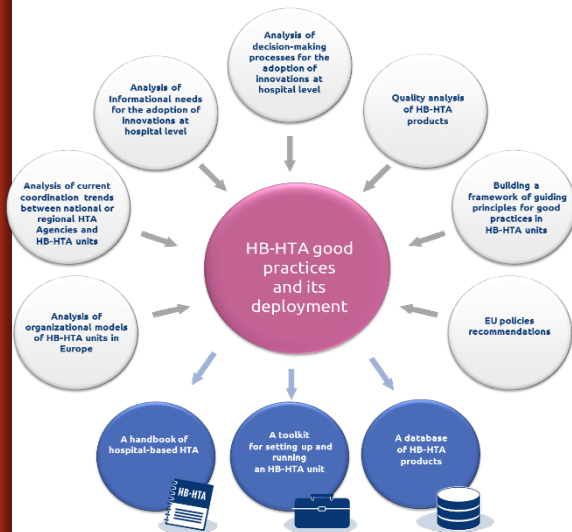 Analysis of
decision-making
processes for the
adoption of
innovations at
hospital level
Analysis of
Informational needs
for the adoption of
innovations at
hospital level
Quality analysis
of HB-HTA
products
Analysis of current
coordination trends
between national or
regional HTA
Agencies and
HB-HTA units
Building a
framework of guiding
principles for good
practices in
HB-HTA units
HB-HTA good
practices
and its
deployment
Analysis of
organizational models
of HB-HTA units in
Europe
EU policies
recommendations
A handbook of
hospital-based HTA
HB-HTA
A toolkit
for setting up and
running
an HB-HTA unit
A database
of HB-HTA
products